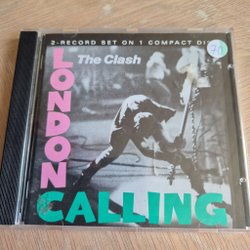 2-RECORD SET ON 1 COMPACT DI
The Clash
LONDON
CALLING